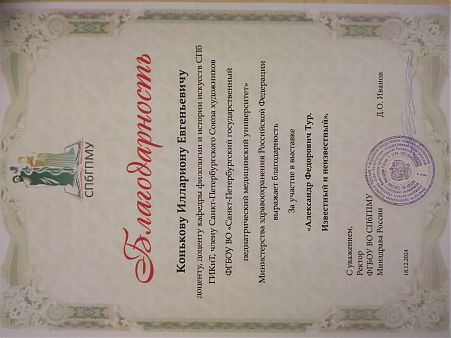 СПбГПМУ
Благодарность
Конькову Иллариону Евгеньевичу
доценту, доценту кафедры филологии и истории искусств СПб
ГИКиТ, члену Санкт-Петербургского Союза художников
ФГБОУ ВО «Санкт-Петербургский государственный
педиатрический медицинский университет»
Министерства здравоохранения Российской Федерации
выражает благодарность
За участие в выставке
«Александр Федорович Тур.
Известный и неизвестный».
С уважением,
Ректор
ФГБОУ ВО СПбГПМУ
Минздрава России
Д.О. Иванов
18.12.2024